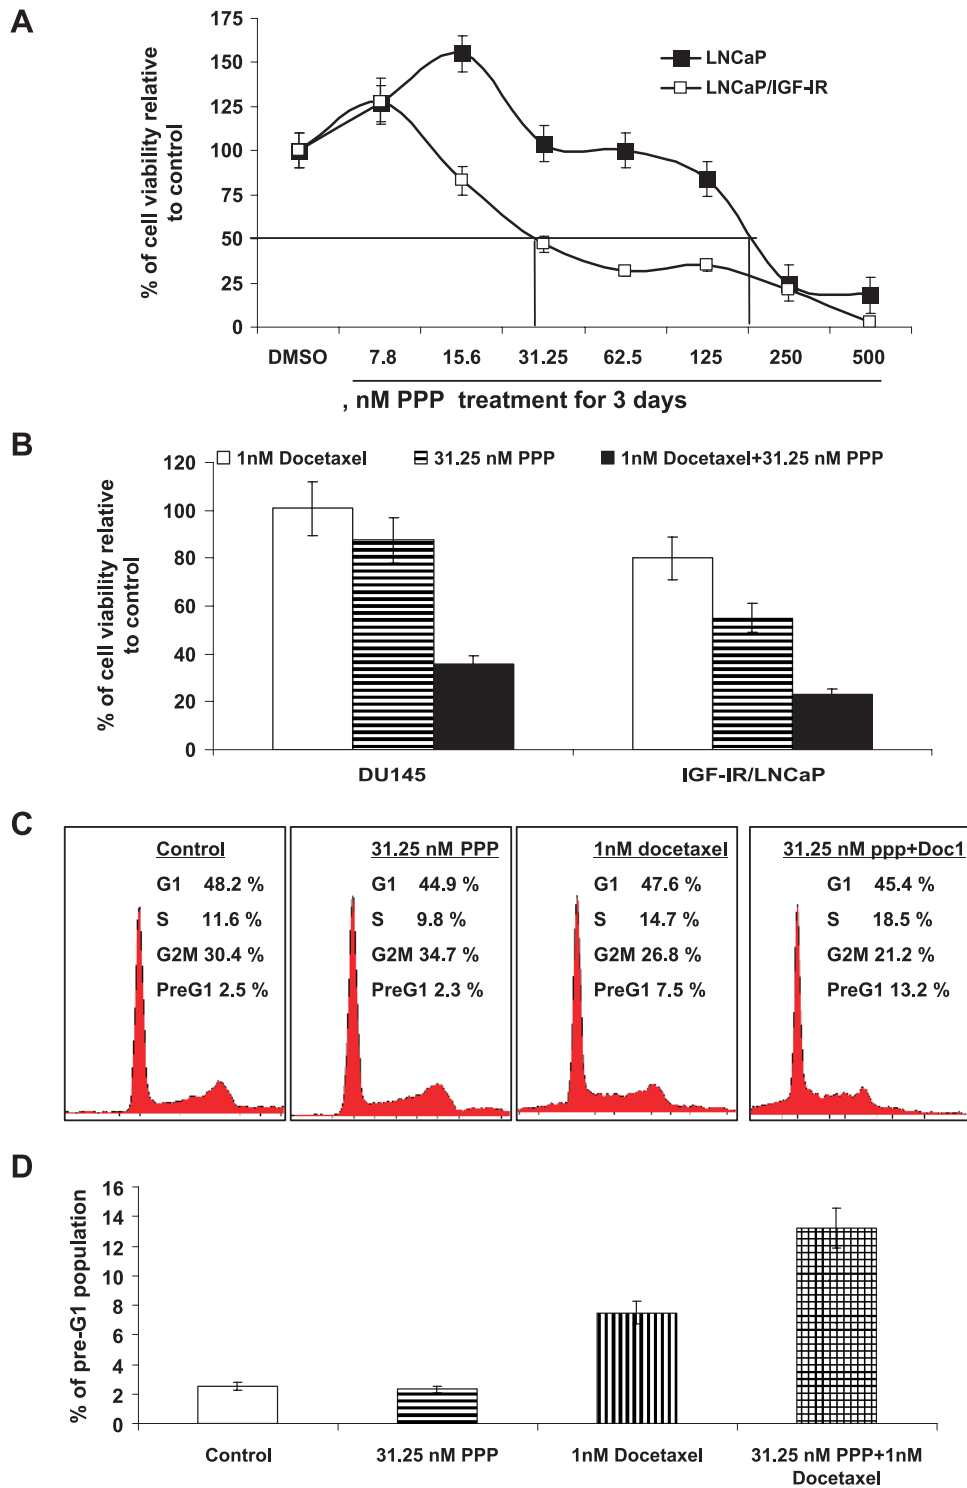 A
175
150
125
100
75
50
25
0
% of cell viability relative
to control
LNCaP
LNCaP/IGF-IR
DMSO 7.8 15.6 31.25 62.5 125 250 500
, nM PPP treatment for 3 days
B
120
100
80
60
40
20
0
% of cell viability relative
to control
1nM Docetaxel 31.25 nM PPP 1nM Docetaxel+31.25 nM PPP
DU145 IGF-IR/LNCaP
C
Control
G1 48.2 %
S 11.6 %
G2M 30.4 %
PreG1 2.5 %
31.25 nM PPP
G1 44.9 %
S 9.8 %
G2M 34.7 %
PreG1 2.3 %
1nM docetaxel
G1 47.6 %
S 14.7 %
G2M 26.8 %
PreG1 7.5 %
31.25 nM ppp+Doc1
G1 45.4 %
S 18.5 %
G2M 21.2 %
PreG1 13.2 %
D
16
14
12
10
8
6
4
2
0
% of pre-G1 population
Control 31.25 nM PPP 1nM Docetaxel 31.25 nM PPP+1nM
Docetaxel